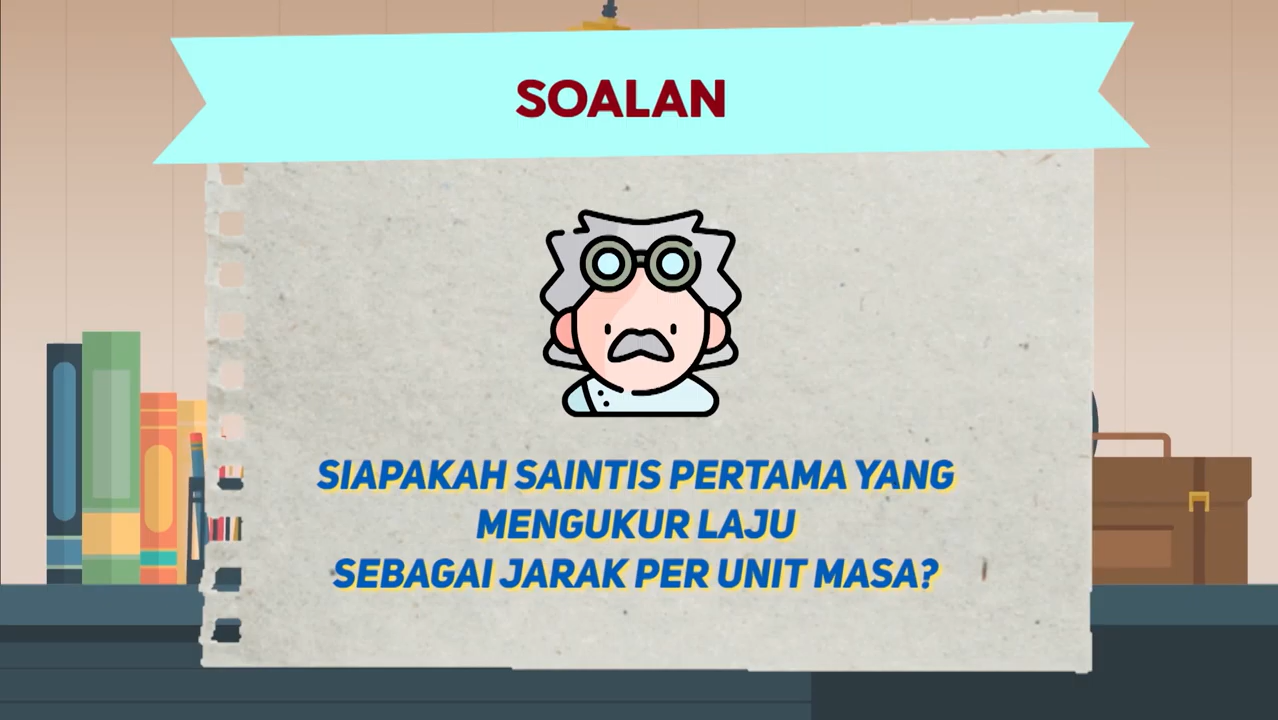 SOALAN
SIAPAKAH SAINTIS PERTAMA YANG
MENGUKUR LAJU
SEBAGAI JARAK PER UNIT MASA?